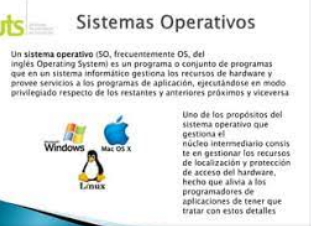 uts
Sistemas Operativos
Un sistema operativo (SO, frecuentemente OS, del
inglés Operating System) es un programa o conjunto de programas
que en un sistema informático gestiona los recursos de hardware y
provee servicios a los programas de aplicación, ejecutándose en modo
privilegiado respecto de los restantes y anteriores próximos y viceversa
Uno de los propósitos del
sistema operativo que
gestiona el
núcleo intermediario consis
te en gestionar los recursos
de localización y protección
de acceso del hardware,
hecho que alivia a los
programadores de
aplicaciones de tener que
tratar con estos detalles
Windows
Mac OS X
Linux